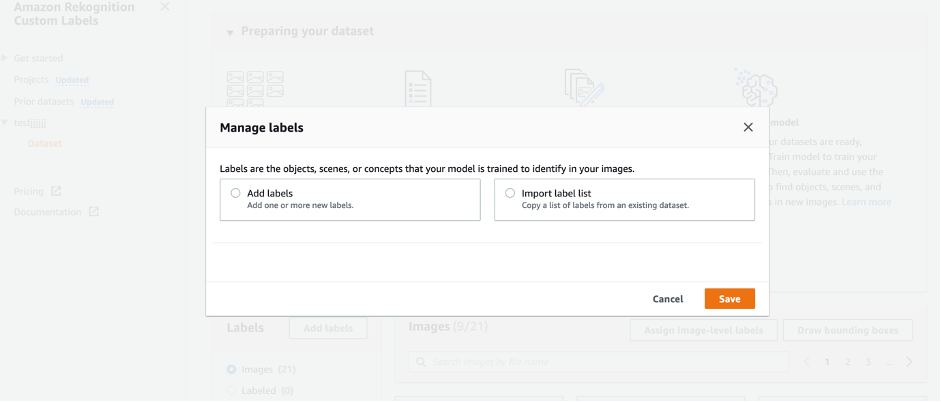 Amazon Rekognition
Custom Labels
Get started
Projects Updated
Prior datasets Updated
testjjjjjj
Dataset
Pricing
Documentation
Preparing your dataset
Manage labels
Labels are the objects, scenes, or concepts that your model is trained to identify in your images.
Add labels
Add one or more new labels.
Import label list
Copy a list of labels from an existing dataset.
Cancel
Save
model
datasets are ready,
Train model to train your
Then, evaluate and use the
find objects, scenes, and
in new images. Learn more
Labels
Add labels
Images (21)
Labeled (0)
Images (9/21)
Assign image-level labels
Draw bounding boxes
Search images by file name
1 2 3 ...